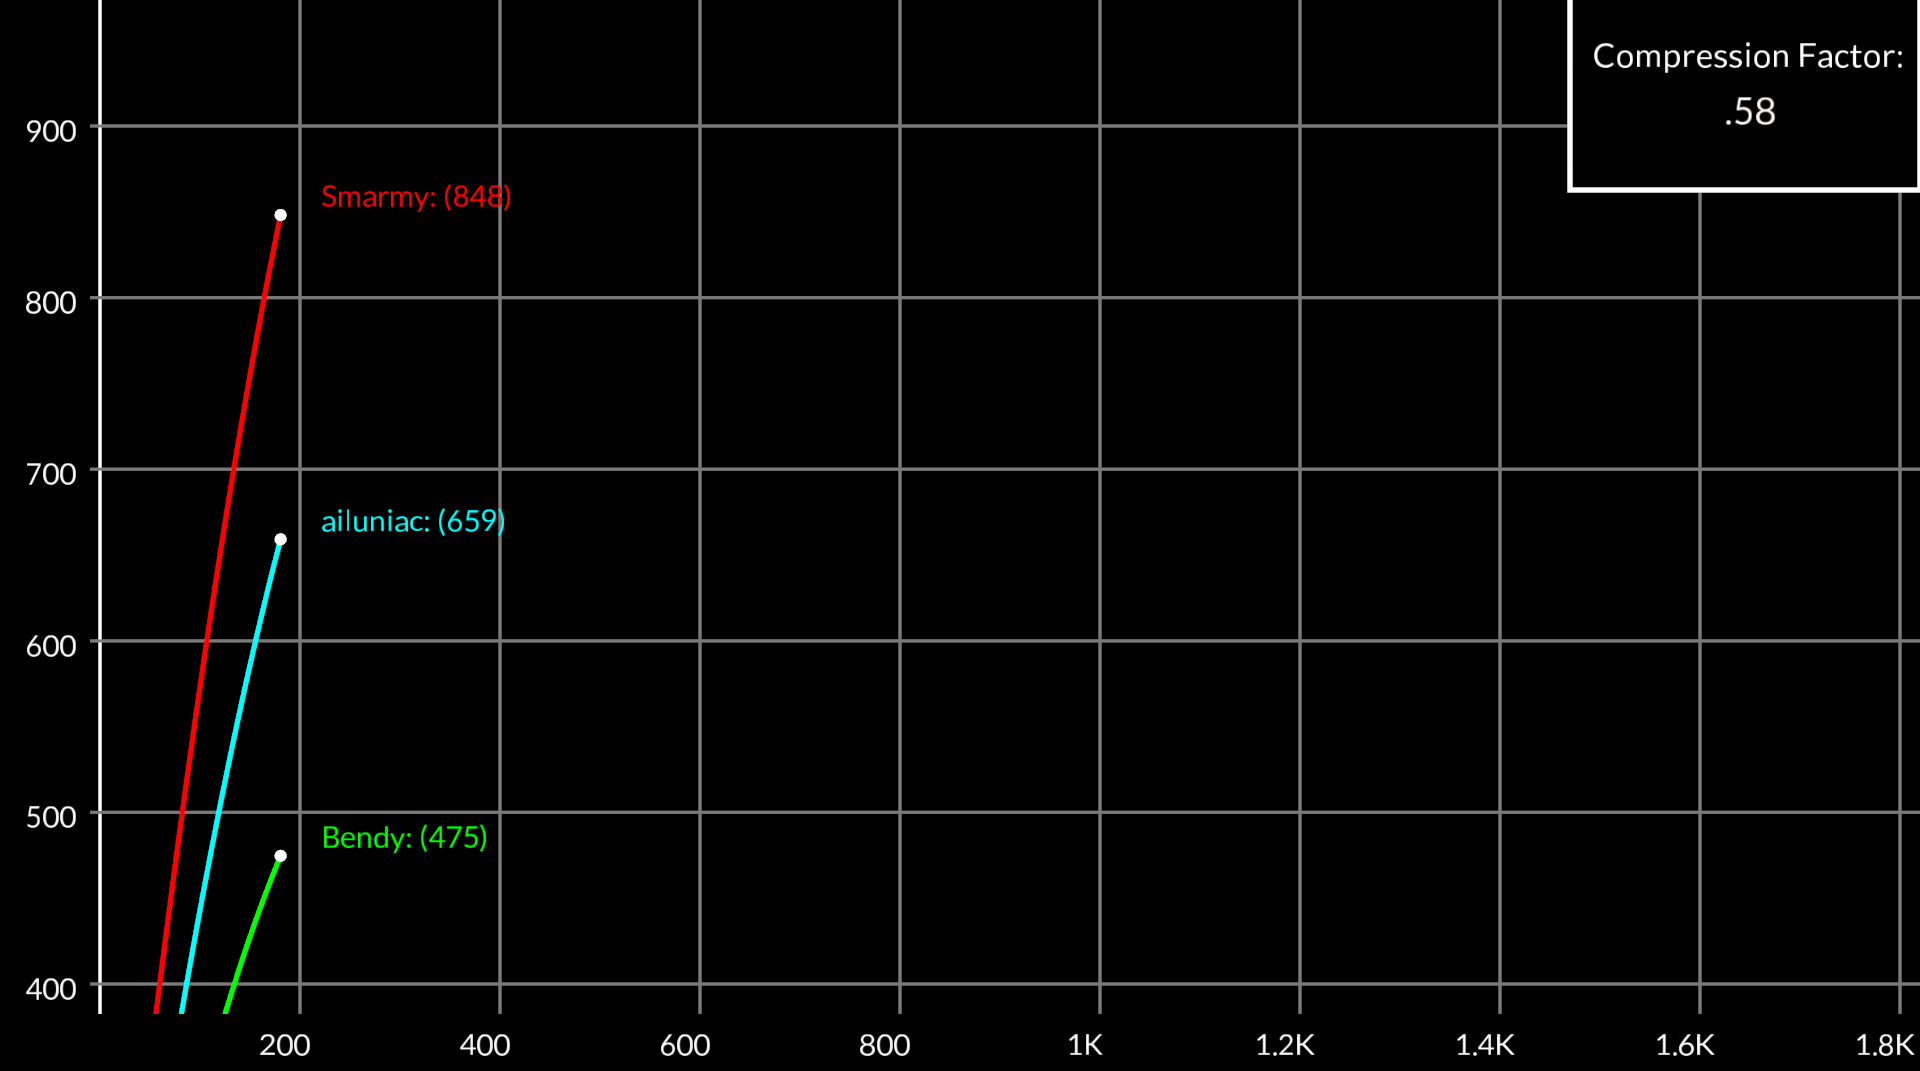 Compression Factor:
.58
900
Smarmy: (848)
800
700
ailuniac: (659)
600
500
Bendy: (475)
400
200 400 600 800 1K 1.2K 1.4K 1.6K 1.8K